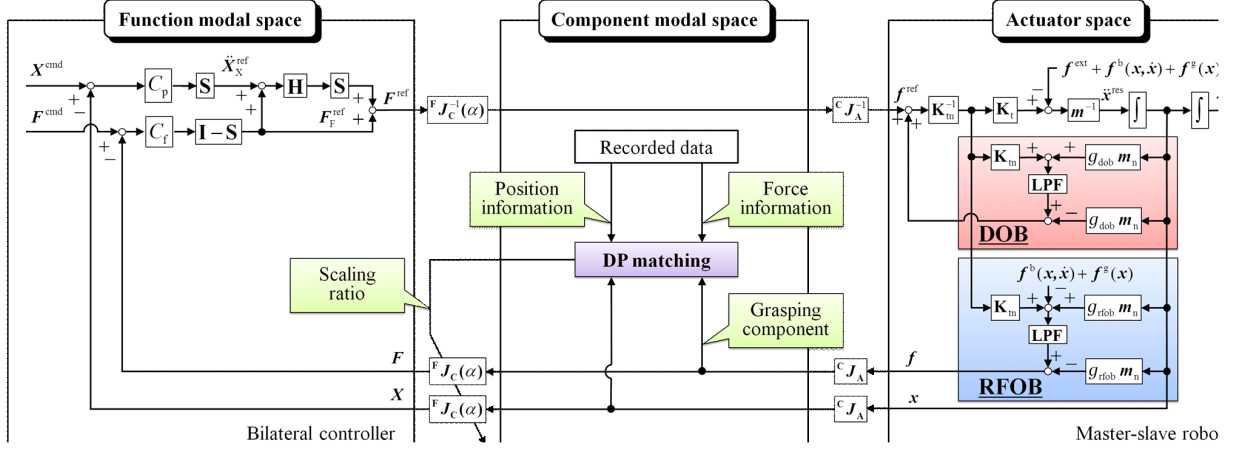 Function modal space
Component modal space
Actuator space
X^cmd
F^cmd
C_p
S
Ẍ_X^ref
H
S
F^ref
C_f
I − S
F_F^ref
^F J_C^-1(α)
^C J_A^-1
f^ref
K_tn^-1
K_t
f^ext + f^b(x, ẋ) + f^g(x)
m^-1
ẍ^res
∫
∫
Recorded data
Position
information
Force
information
DP matching
Scaling
ratio
Grasping
component
K_tn
g_dob m_n
LPF
g_dob m_n
DOB
f^b(x, ẋ) + f^g(x)
K_tn
g_rfob m_n
LPF
g_rfob m_n
RFOB
F
^F J_C(α)
^C J_A
f
X
^F J_C(α)
^C J_A
x
Bilateral controller
Master-slave robo